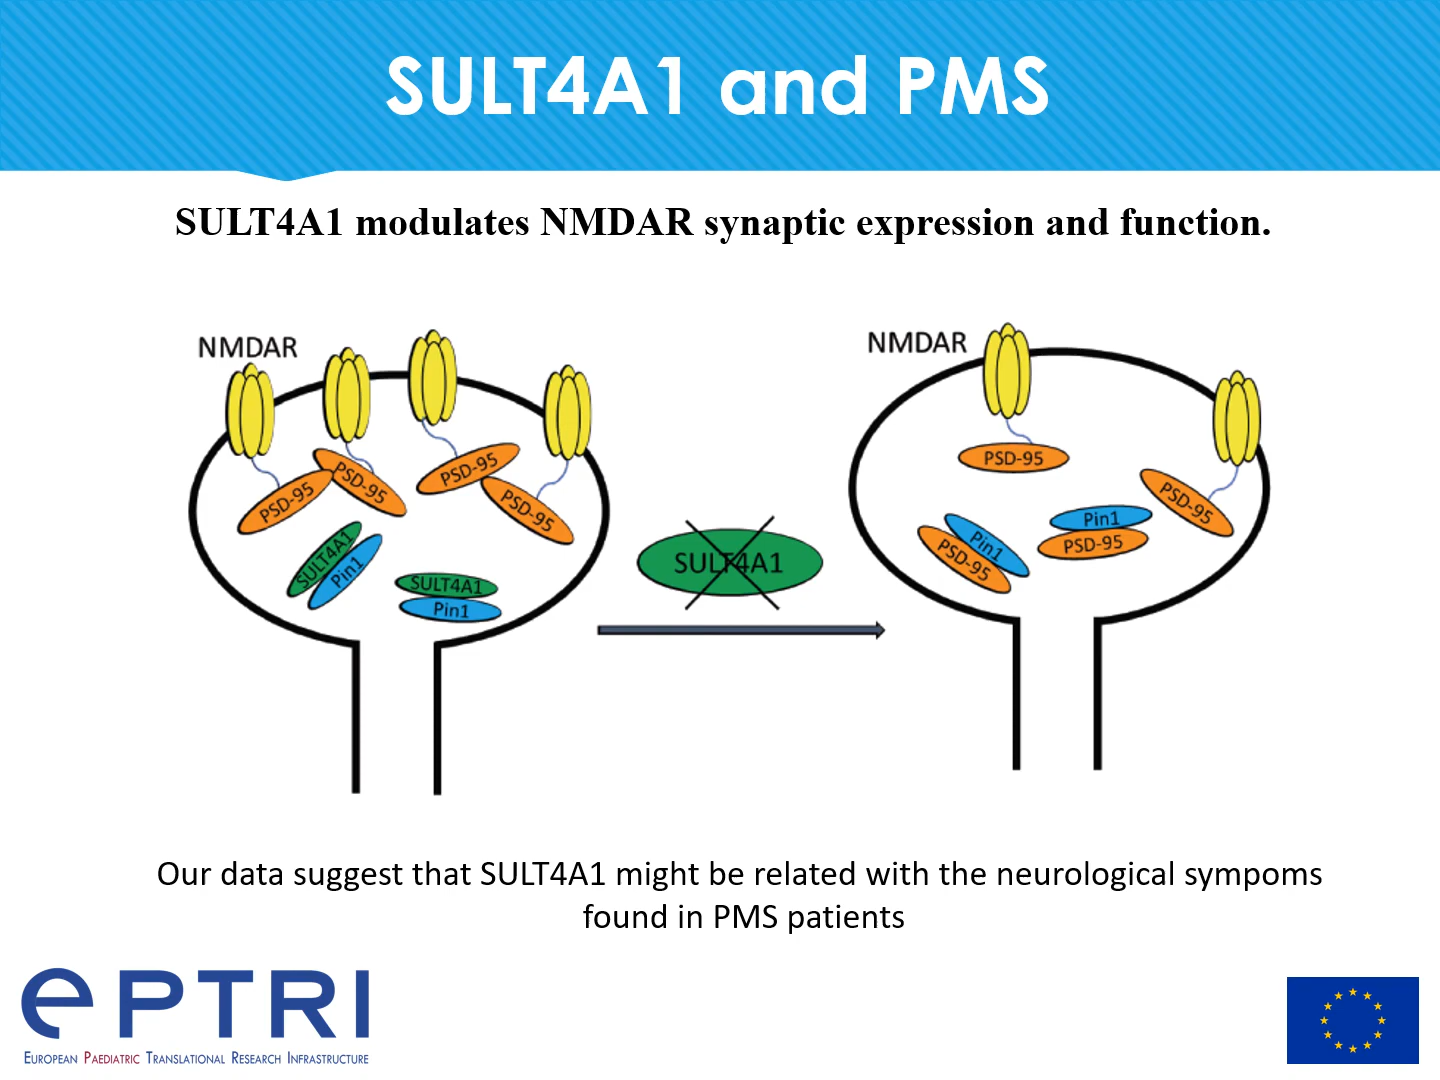 SULT4A1 and PMS
SULT4A1 modulates NMDAR synaptic expression and function.
NMDAR
PSD-95
PSD-95
PSD-95
PSD-95
SULT4A1
Pin1
SULT4A1
Pin1
SULT4A1
NMDAR
PSD-95
PSD-95
Pin1
PSD-95
Pin1
PSD-95
Our data suggest that SULT4A1 might be related with the neurological sympoms
found in PMS patients
ePTRI
European Paediatric Translational Research Infrastructure